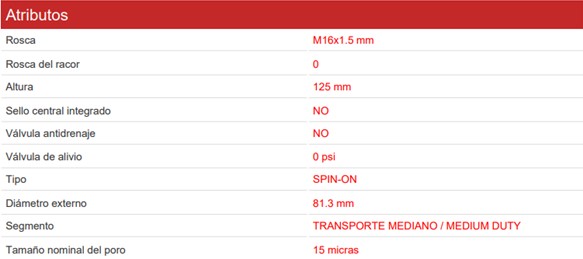 Atributos
Rosca M16x1.5 mm
Rosca del racor 0
Altura 125 mm
Sello central integrado NO
Válvula antidrenaje NO
Válvula de alivio 0 psi
Tipo SPIN-ON
Diámetro externo 81.3 mm
Segmento TRANSPORTE MEDIANO / MEDIUM DUTY
Tamaño nominal del poro 15 micras